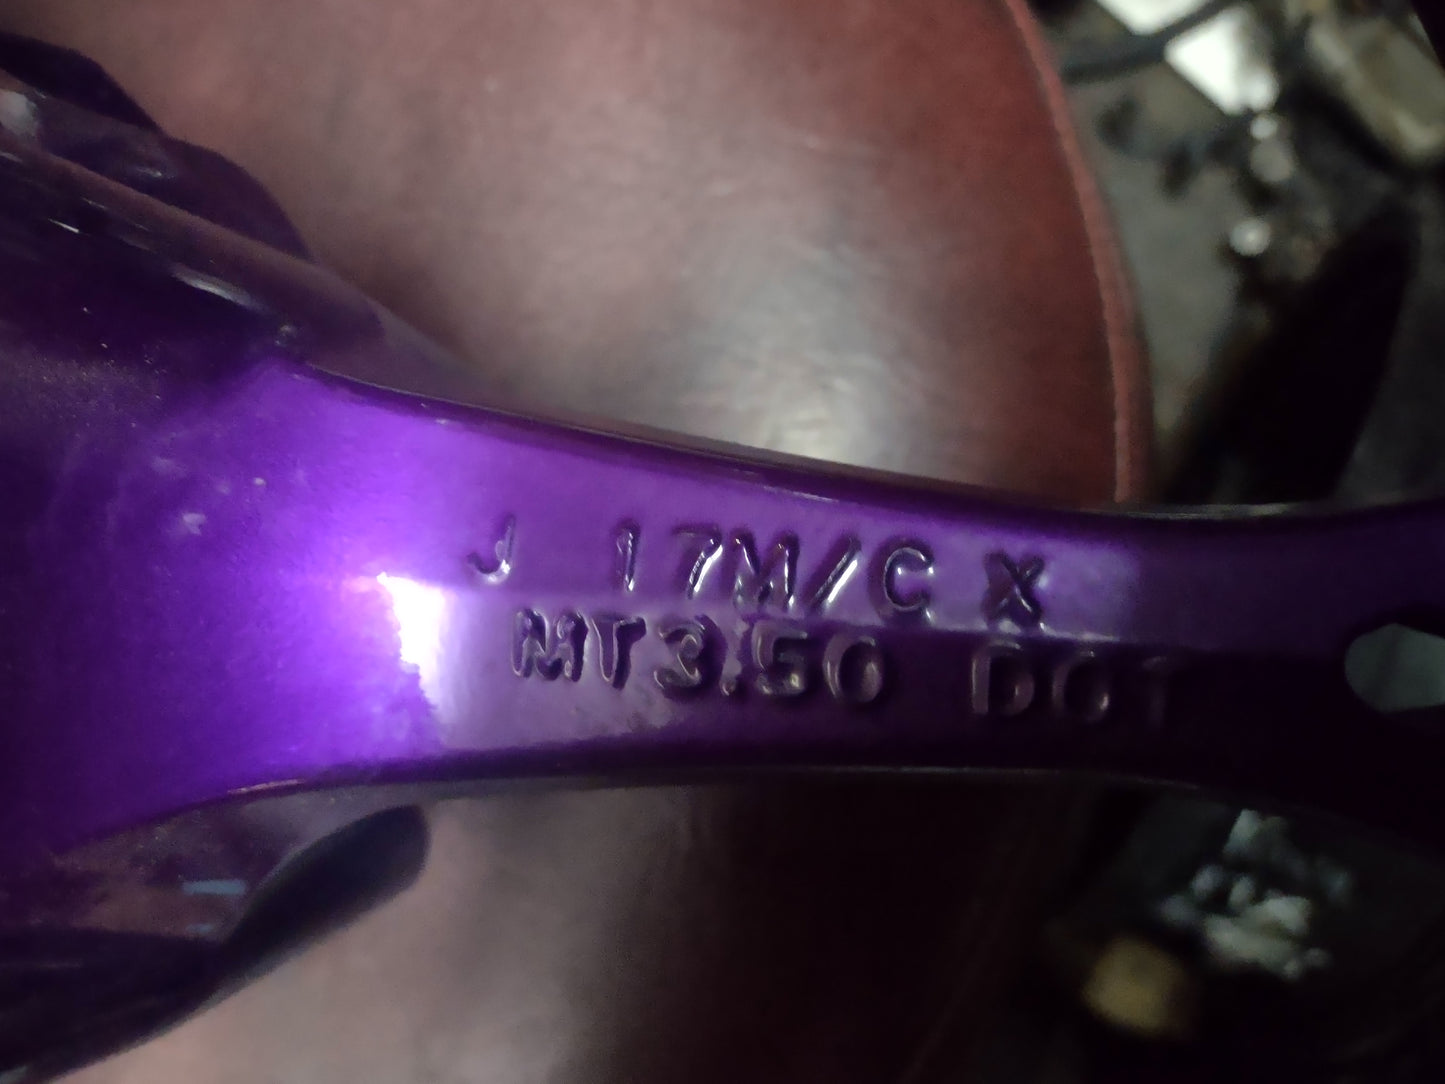 J 17M/C X
MT3.50 DOT